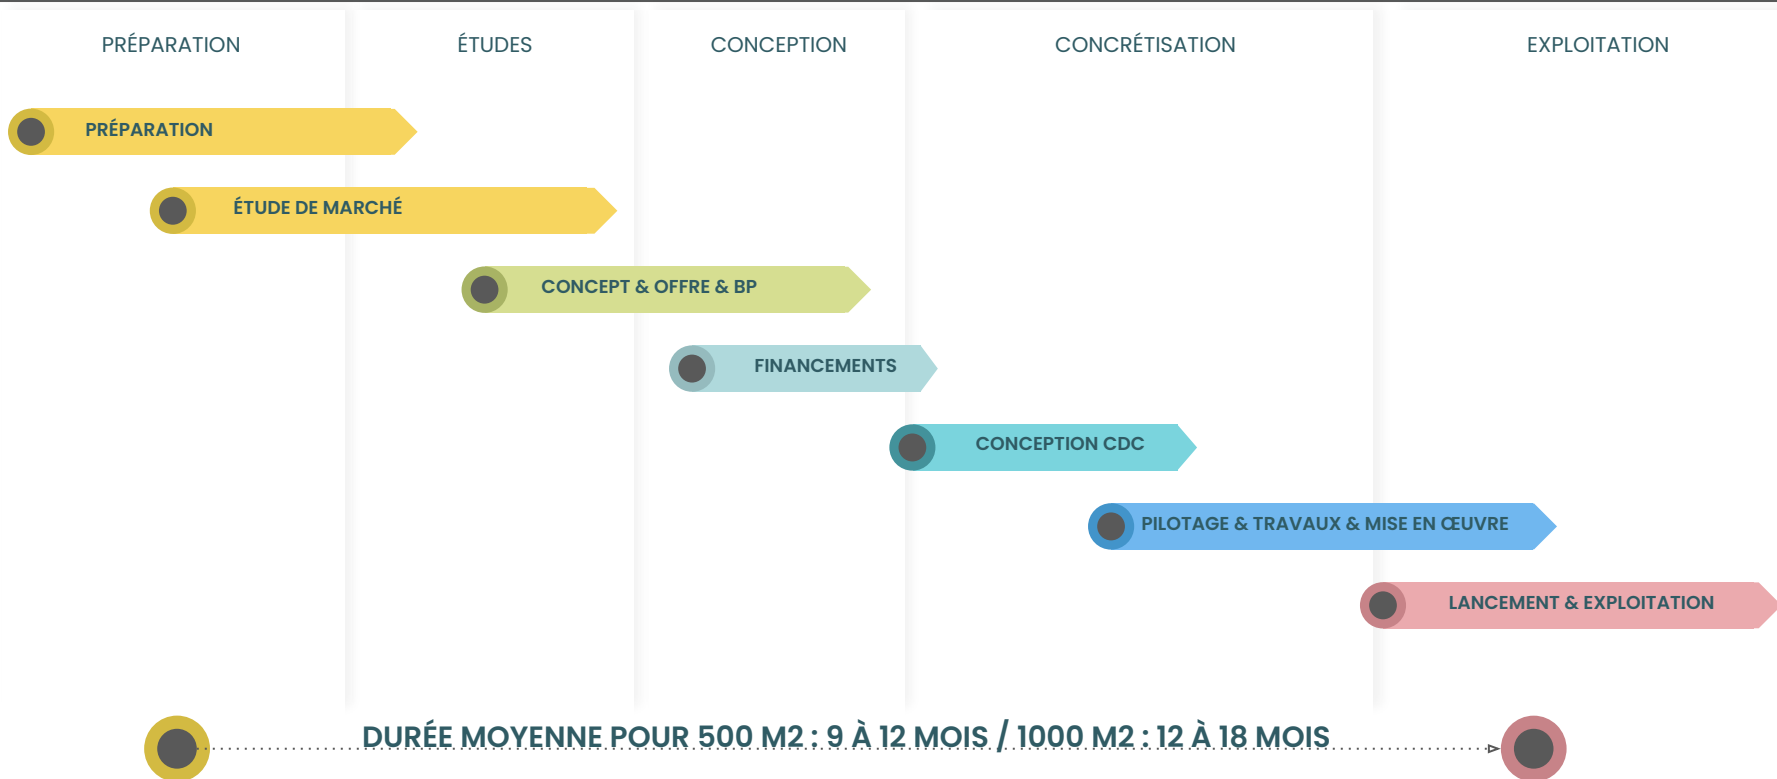 PRÉPARATION
ÉTUDES
CONCEPTION
CONCRÉTISATION
EXPLOITATION
PRÉPARATION
ÉTUDE DE MARCHÉ
CONCEPT & OFFRE & BP
FINANCEMENTS
CONCEPTION CDC
PILOTAGE & TRAVAUX & MISE EN ŒUVRE
LANCEMENT & EXPLOITATION
DURÉE MOYENNE POUR 500 M2 : 9 À 12 MOIS / 1000 M2 : 12 À 18 MOIS